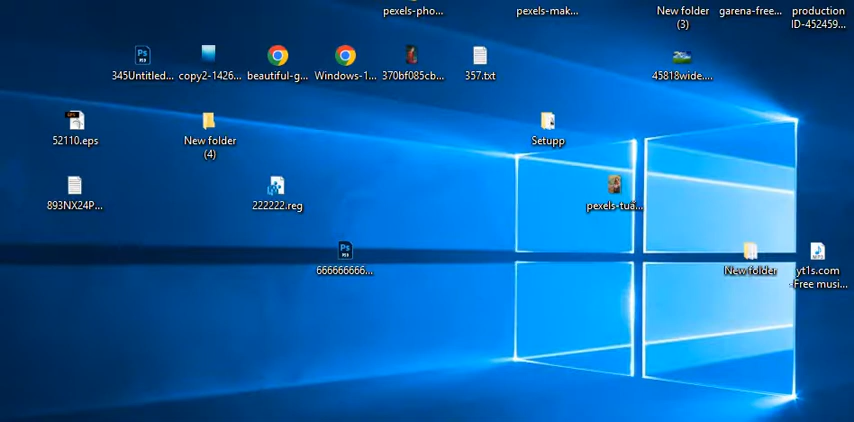 pexels-pho...
pexels-mak...
New folder
(3)
garena-free...
production
ID-452459...
345Untitled...
copy2-1426...
beautiful-g...
Windows-1...
370bf085cb...
357.txt
45818wide....
52110.eps
New folder
(4)
Setupp
893NX24P...
222222.reg
pexels-tuấ...
666666666...
New folder
yt1s.com
-Free musi...